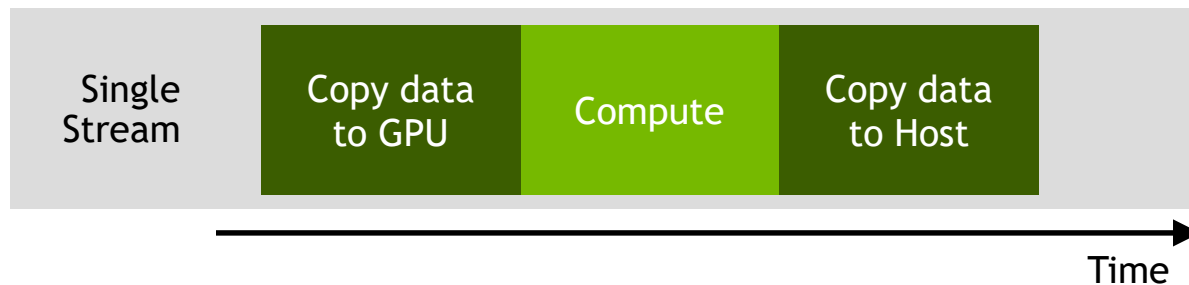 Single
Stream
Copy data
to GPU
Compute
Copy data
to Host
Time